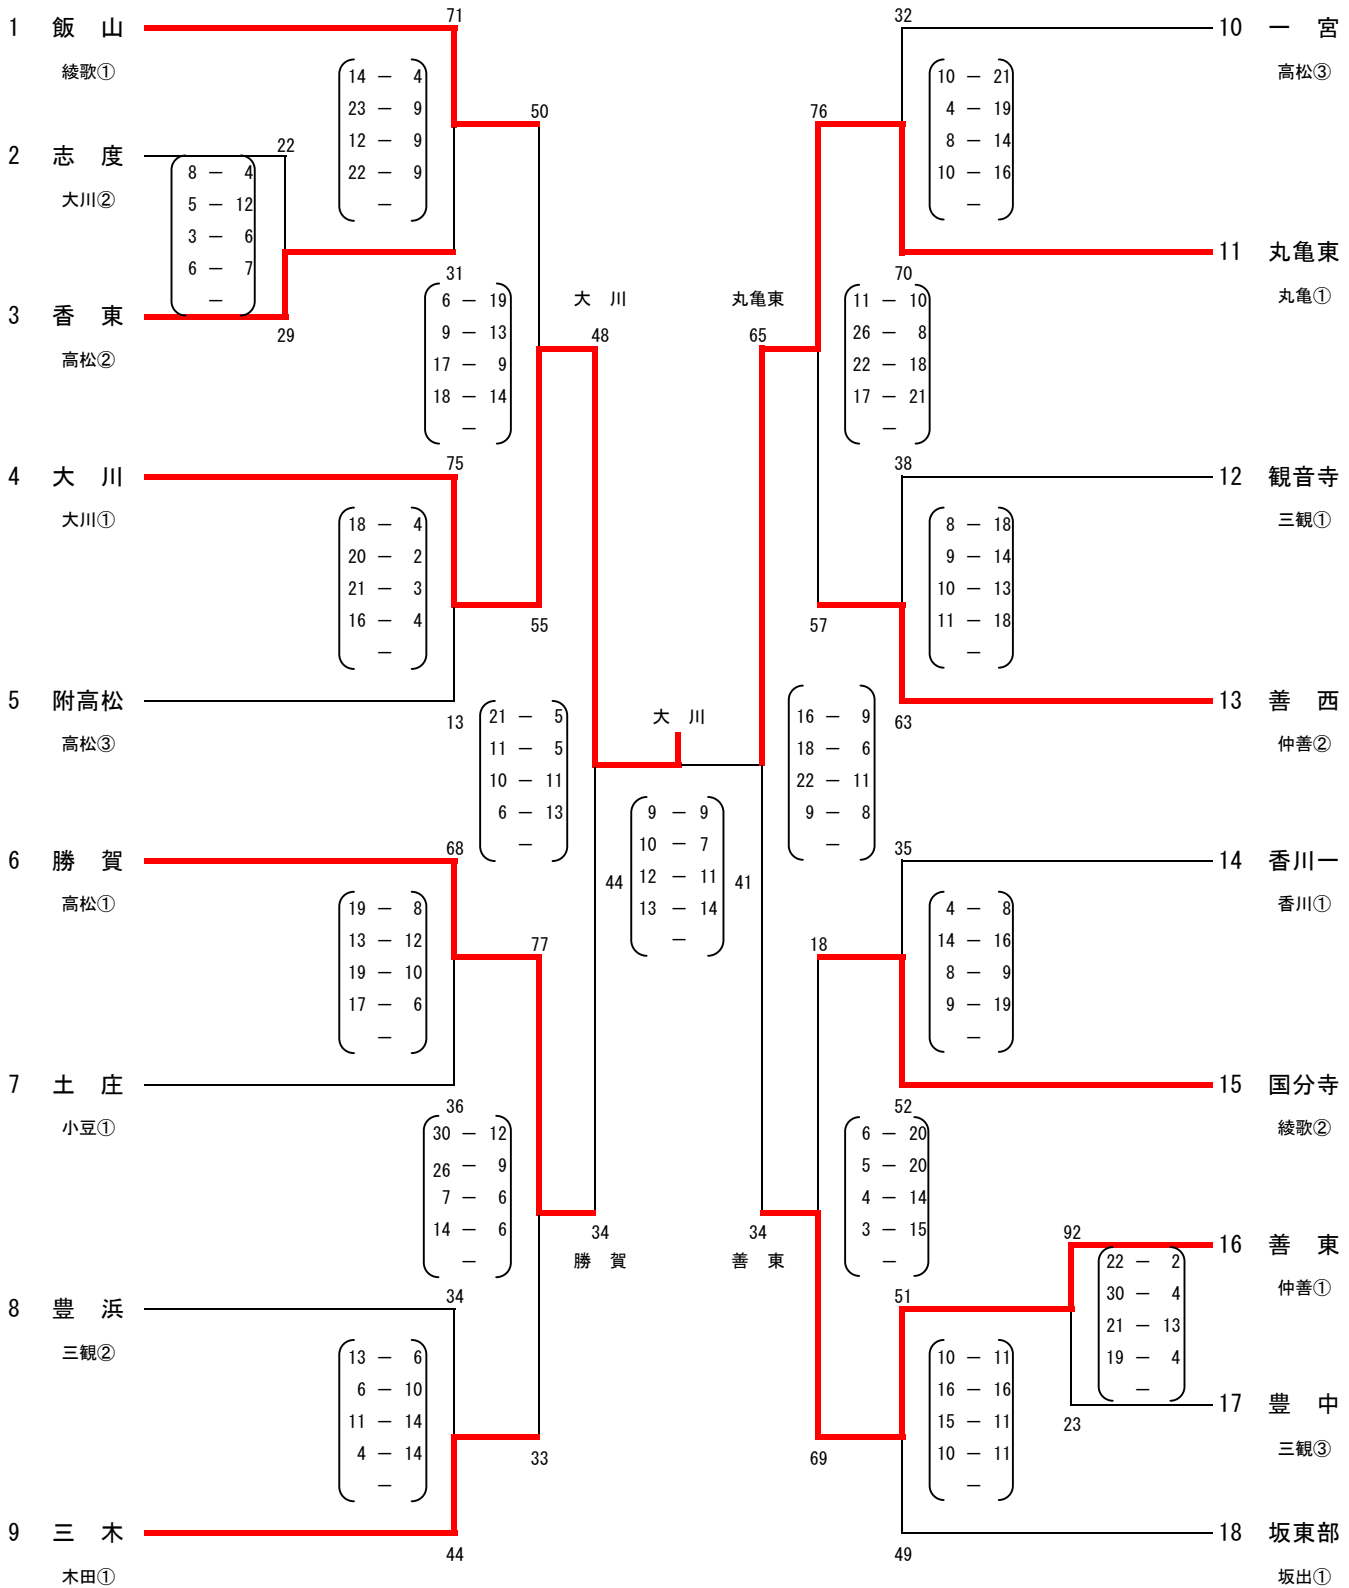 1 飯 山
綾歌①
71
14 － 4
23 － 9
12 － 9
22 － 9
－
2 志 度
大川②
22
8 － 4
5 － 12
3 － 6
6 － 7
－
3 香 東
高松②
29
31
50
6 － 19
9 － 13
17 － 9
18 － 14
－
大 川
48
4 大 川
大川①
75
18 － 4
20 － 2
21 － 3
16 － 4
－
55
5 附高松
高松③
13
21 － 5
11 － 5
10 － 11
6 － 13
－
6 勝 賀
高松①
68
19 － 8
13 － 12
19 － 10
17 － 6
－
77
7 土 庄
小豆①
36
30 － 12
26 － 9
7 － 6
14 － 6
－
34
勝 賀
8 豊 浜
三観②
34
13 － 6
6 － 10
11 － 14
4 － 14
－
33
9 三 木
木田①
44
大 川
44
9 － 9
10 － 7
12 － 11
13 － 14
－
41
32
10 一 宮
高松③
10 － 21
4 － 19
8 － 14
10 － 16
－
76
11 丸亀東
丸亀①
70
丸亀東
65
11 － 10
26 － 8
22 － 18
17 － 21
－
38
12 観音寺
三観①
8 － 18
9 － 14
10 － 13
11 － 18
－
57
13 善 西
仲善②
63
16 － 9
18 － 6
22 － 11
9 － 8
－
35
14 香川一
香川①
4 － 8
14 － 16
8 － 9
9 － 19
－
18
15 国分寺
綾歌②
52
6 － 20
5 － 20
4 － 14
3 － 15
－
34
善 東
92
16 善 東
仲善①
22 － 2
30 － 4
21 － 13
19 － 4
－
51
17 豊 中
三観③
23
10 － 11
16 － 16
15 － 11
10 － 11
－
69
18 坂東部
坂出①
49